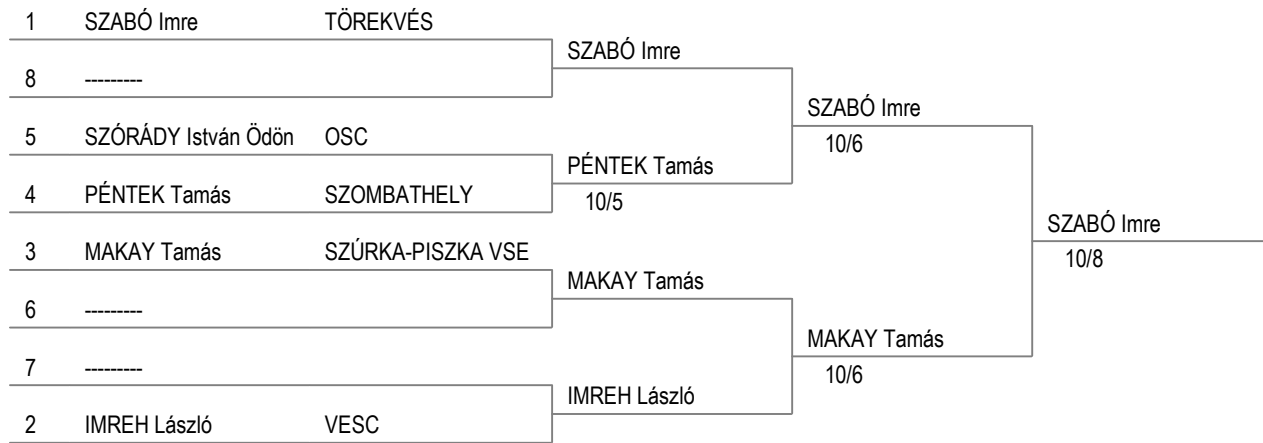 1 SZABÓ Imre TÖREKVÉS
SZABÓ Imre
8 ---------
SZABÓ Imre
10/6
5 SZÓRÁDY István Ödön OSC
PÉNTEK Tamás
10/5
4 PÉNTEK Tamás SZOMBATHELY
SZABÓ Imre
10/8
3 MAKAY Tamás SZÚRKA-PISZKA VSE
MAKAY Tamás
6 ---------
MAKAY Tamás
10/6
7 ---------
IMREH László
2 IMREH László VESC